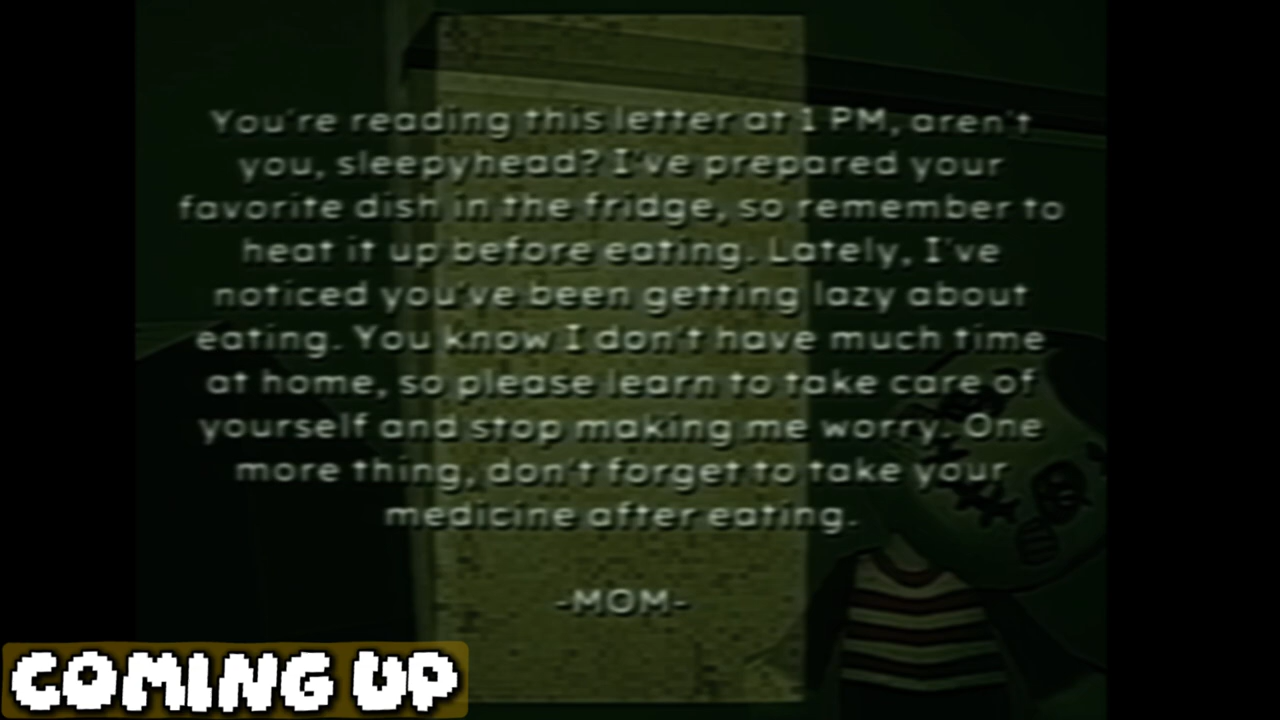 You're reading this letter at 1 PM, aren't
you, sleepyhead? I've prepared your
favorite dish in the fridge, so remember to
heat it up before eating. Lately, I've
noticed you've been getting lazy about
eating. You know I don't have much time
at home, so please learn to take care of
yourself and stop making me worry. One
more thing, don't forget to take your
medicine after eating.
-MOM-
COMING UP